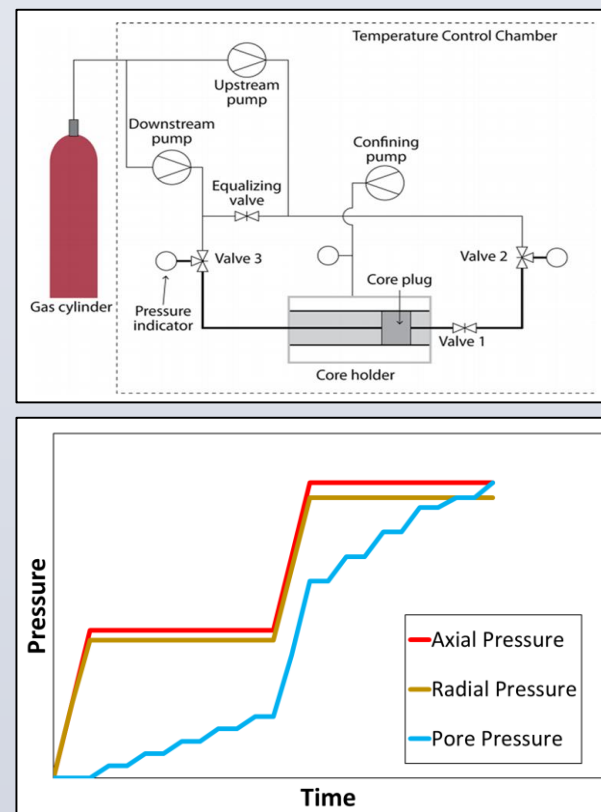 Temperature Control Chamber
Upstream
pump
Downstream
pump
Confining
pump
Equalizing
valve
Valve 3
Valve 2
Core plug
Gas cylinder
Pressure
indicator
Valve 1
Core holder
Pressure
Axial Pressure
Radial Pressure
Pore Pressure
Time